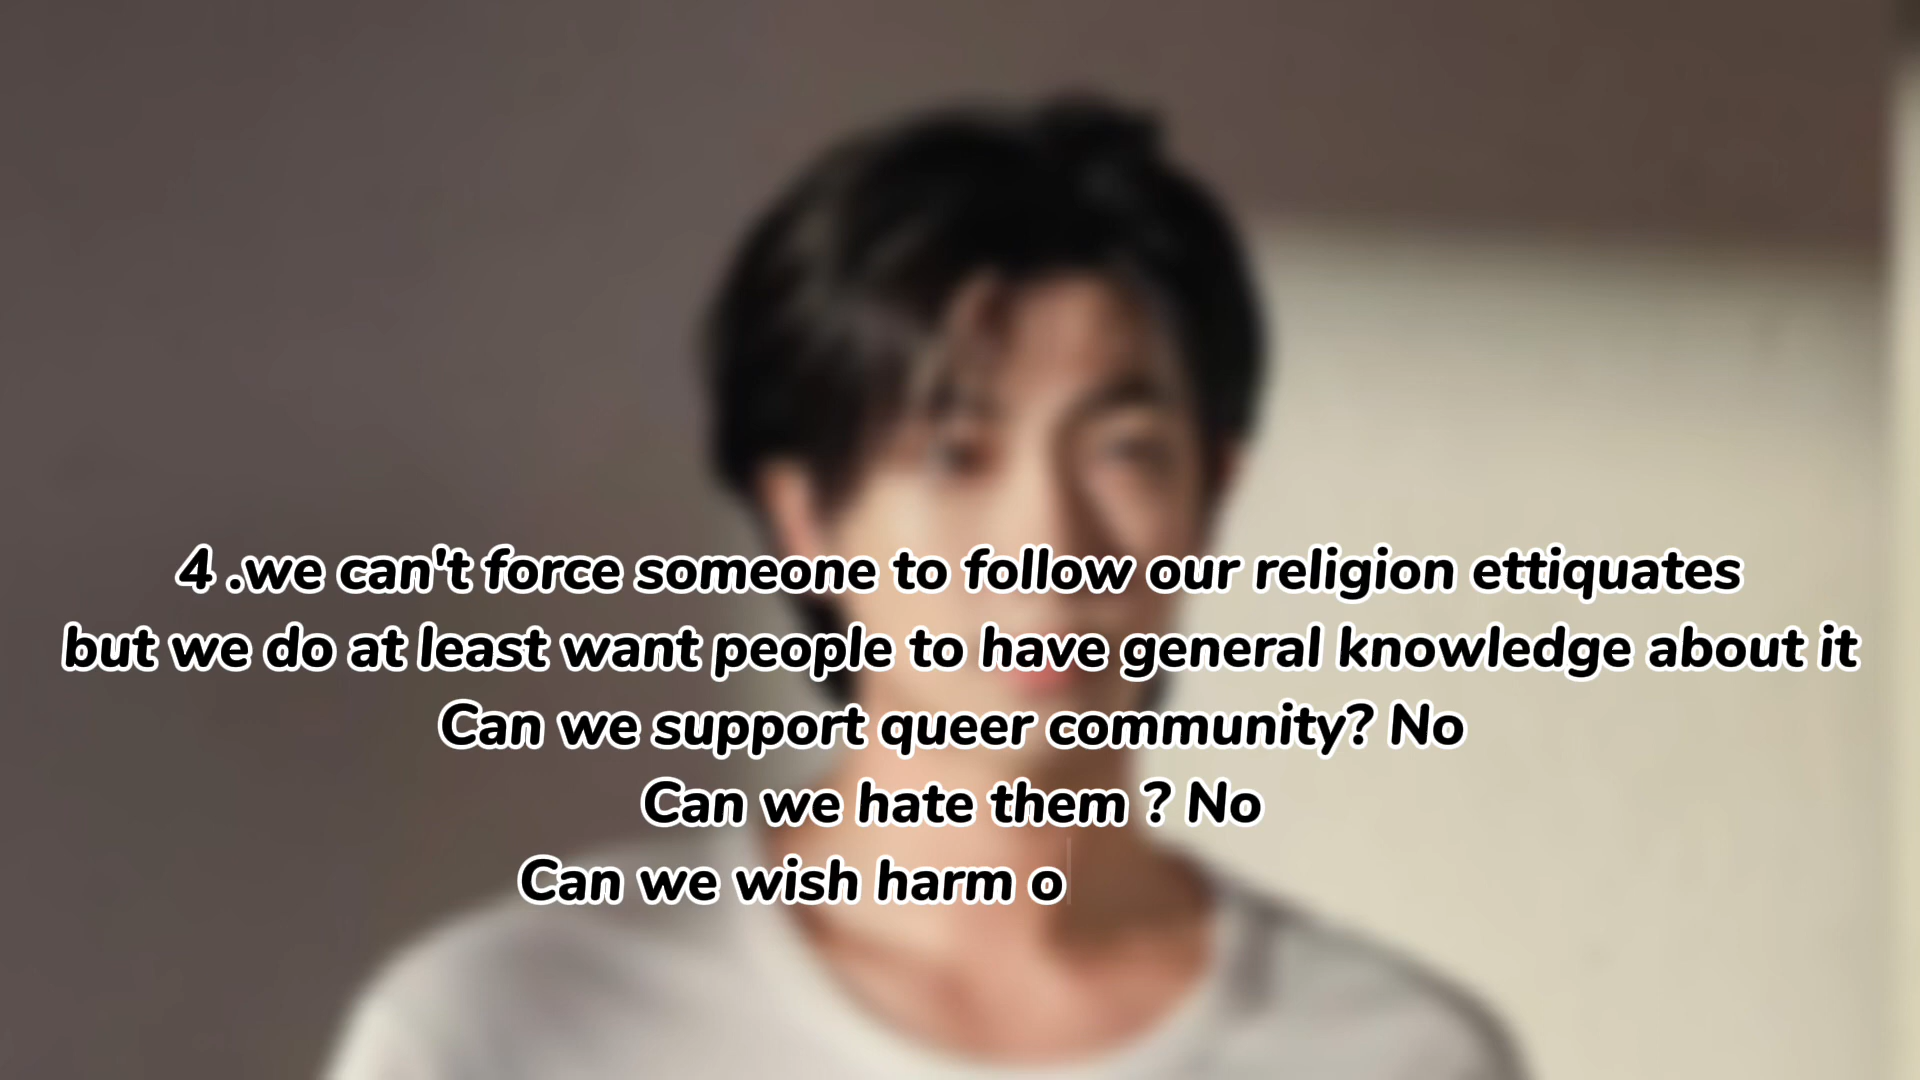 4 .we can't force someone to follow our religion ettiquates
but we do at least want people to have general knowledge about it
Can we support queer community? No
Can we hate them ? No
Can we wish harm o